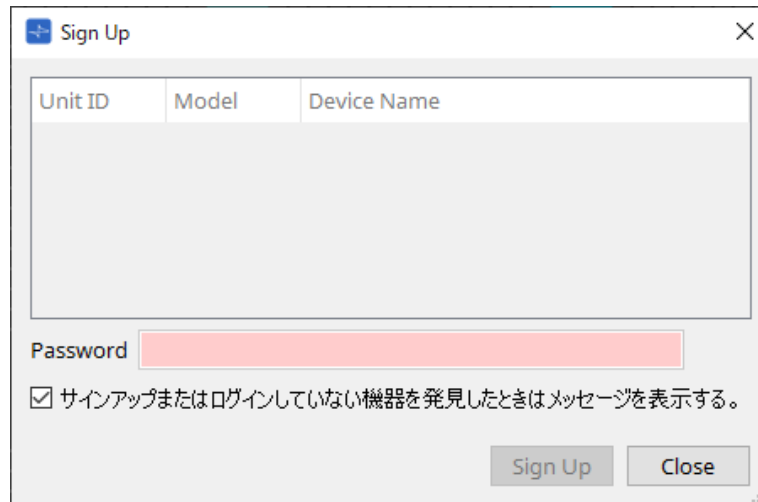 Sign Up
Unit ID Model Device Name
Password
サインアップまたはログインしていない機器を発見したときはメッセージを表示する。
Sign Up Close